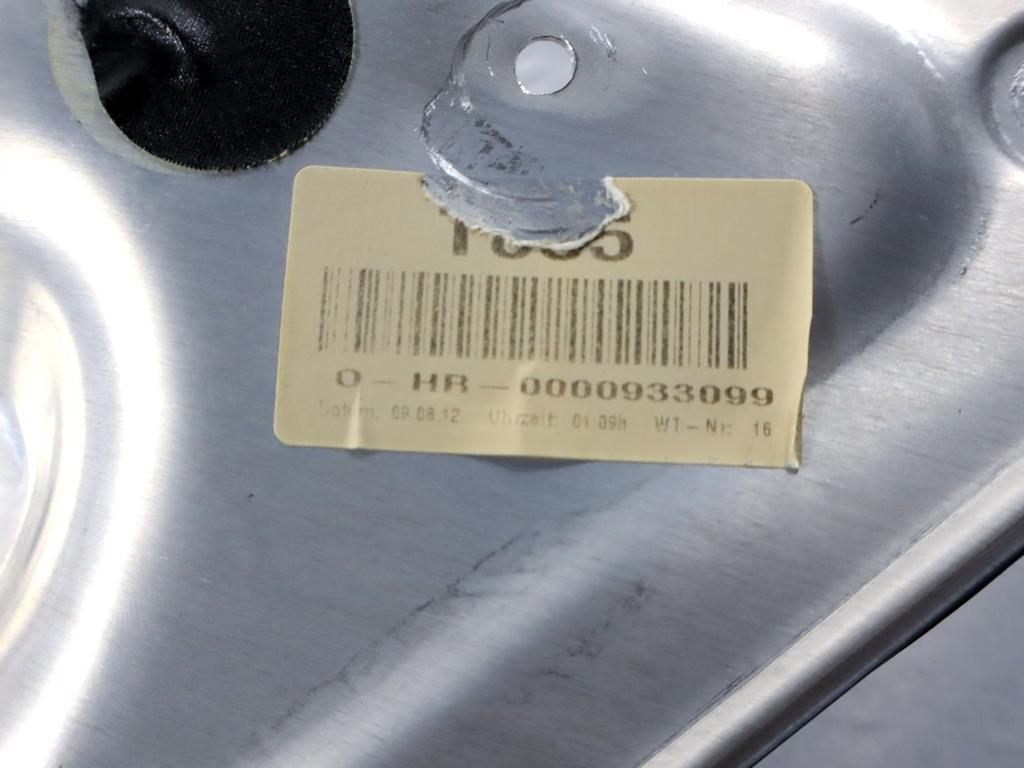 O - HR - 0000933099
Datum: 09.08.12 Uhrzeit: 01:09h WT-Nr: 16